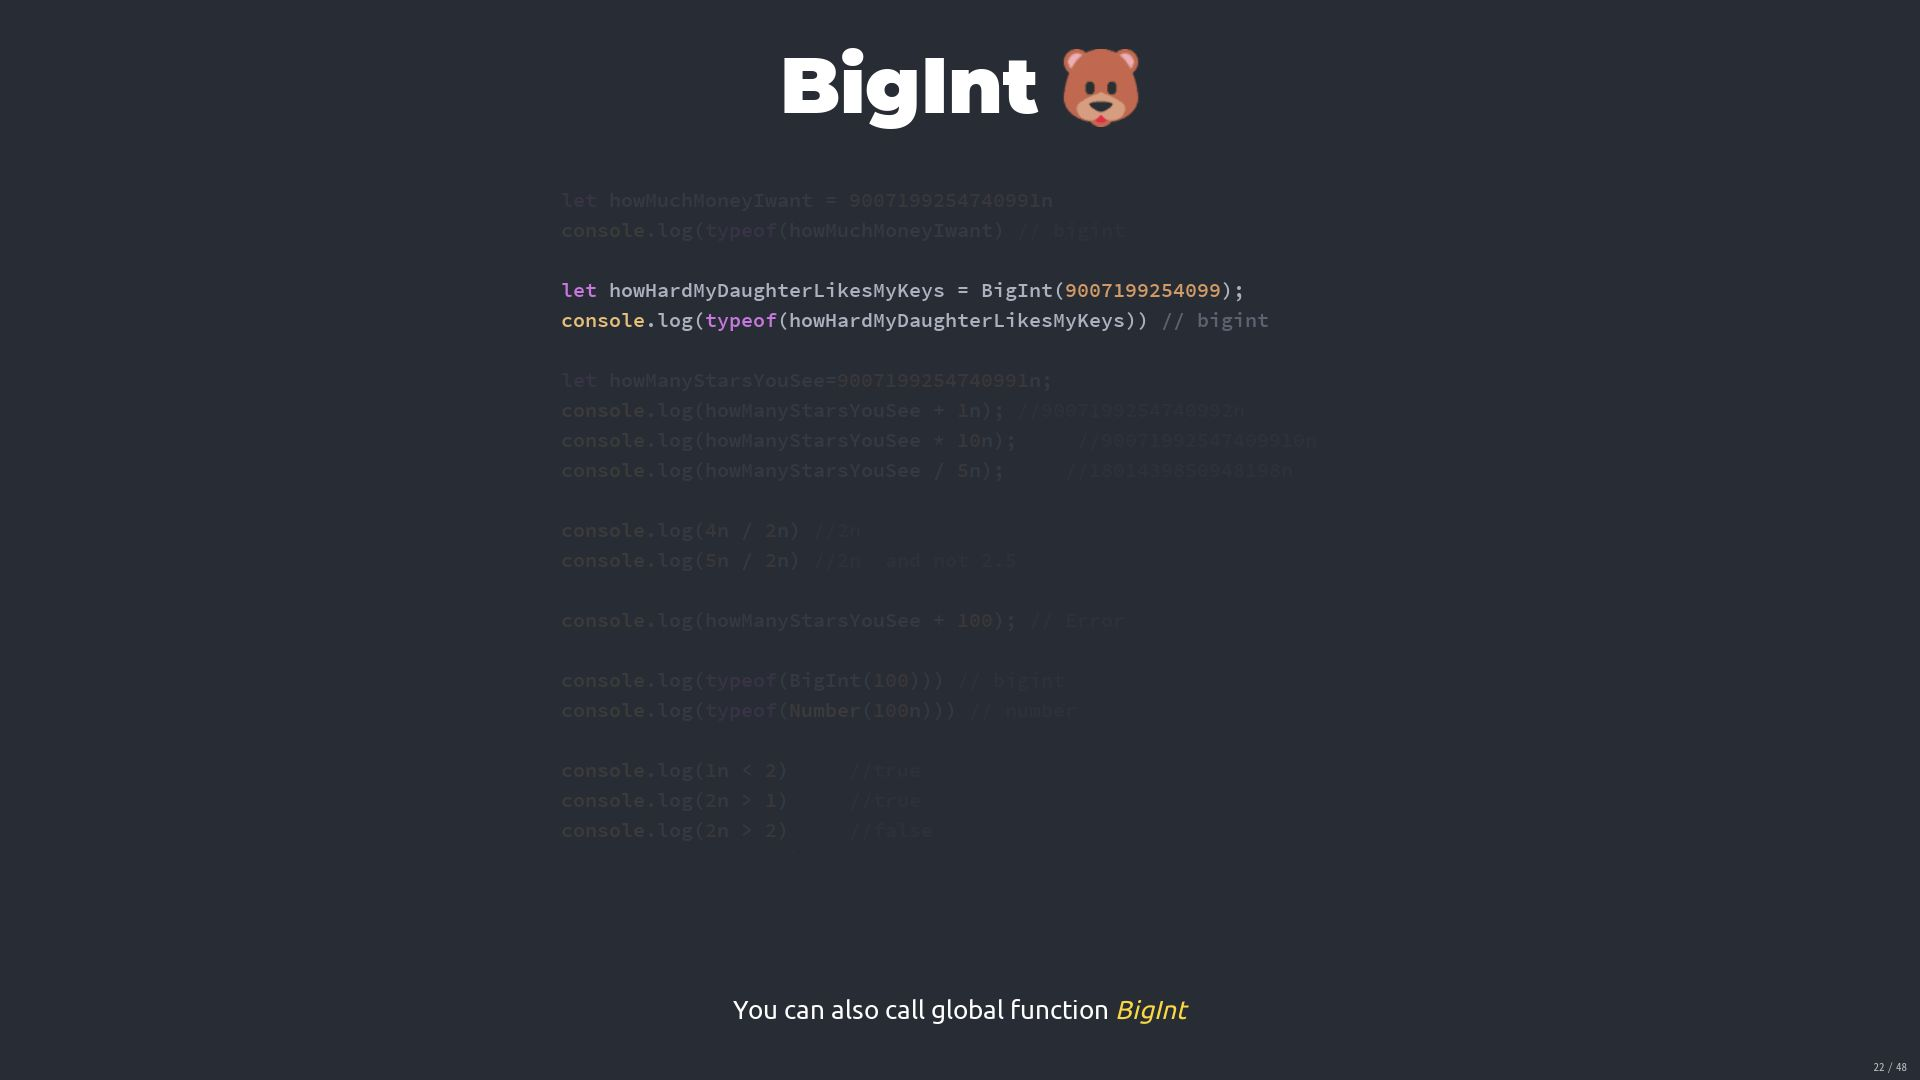 BigInt
let howMuchMoneyIwant = 9007199254740991n
console.log(typeof(howMuchMoneyIwant) // bigint
let howHardMyDaughterLikesMyKeys = BigInt(9007199254099);
console.log(typeof(howHardMyDaughterLikesMyKeys)) // bigint
let howManyStarsYouSee=9007199254740991n;
console.log(howManyStarsYouSee + 1n); //9007199254740992n
console.log(howManyStarsYouSee * 10n);     //90071992547409910n
console.log(howManyStarsYouSee / 5n);     //1801439850948198n
console.log(4n / 2n) //2n
console.log(5n / 2n) //2n  and not 2.5
console.log(howManyStarsYouSee + 100); // Error
console.log(typeof(BigInt(100))) // bigint
console.log(typeof(Number(100n))) // number
console.log(1n < 2)     //true
console.log(2n > 1)     //true
console.log(2n > 2)     //false
You can also call global function BigInt
22 / 48